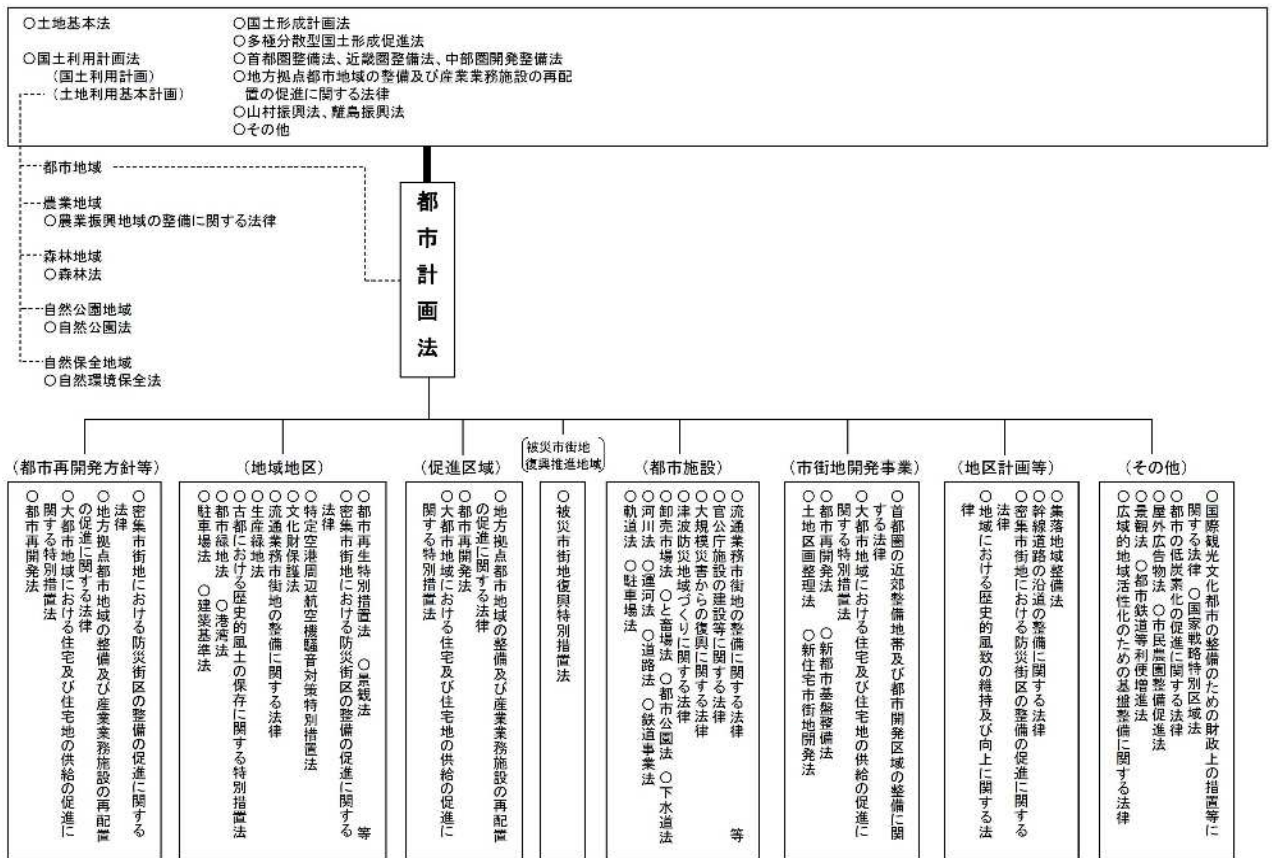 ○土地基本法
○国土利用計画法
(国土利用計画)
(土地利用基本計画)
○国土形成計画法
○多極分散型国土形成促進法
○首都圏整備法、近畿圏整備法、中部圏開発整備法
○地方拠点都市地域の整備及び産業業務施設の再配
置の促進に関する法律
○山村振興法、離島振興法
○その他
都市地域
農業地域
○農業振興地域の整備に関する法律
森林地域
○森林法
自然公園地域
○自然公園法
自然保全地域
○自然環境保全法
都市計画法
(都市再開発方針等)
○密集市街地における防災街区の整備の促進に関する
法律
○地方拠点都市地域の整備及び産業業務施設の再配置
の促進に関する法律
○大都市地域における住宅及び住宅地の供給の促進に
関する特別措置法
○都市再開発法
(地域地区)
○都市再生特別措置法 ○景観法 等
○密集市街地における防災街区の整備の促進に関する
法律
○特定空港周辺航空機騒音対策特別措置法
○文化財保護法
○流通業務市街地の整備に関する法律
○生産緑地法
○古都における歴史的風土の保存に関する特別措置法
○都市緑地法 ○港湾法
○駐車場法 ○建築基準法
(促進区域)
○地方拠点都市地域の整備及び産業業務施設の再配置
の促進に関する法律
○都市再開発法
○大都市地域における住宅及び住宅地の供給の促進に
関する特別措置法
(被災市街地
復興推進地域)
○被災市街地復興特別措置法
(都市施設)
○流通業務市街地の整備に関する法律 等
○官公庁施設の建設等に関する法律
○大規模災害からの復興に関する法律
○津波防災地域づくりに関する法律
○卸売市場法 ○と畜場法 ○都市公園法 ○下水道法
○河川法 ○運河法 ○道路法 ○鉄道事業法
○軌道法 ○駐車場法
(市街地開発事業)
○首都圏の近郊整備地帯及び都市開発区域の整備に関
する法律
○大都市地域における住宅及び住宅地の供給の促進に
関する特別措置法
○都市再開発法 ○新都市基盤整備法
○土地区画整理法 ○新住宅市街地開発法
(地区計画等)
○集落地域整備法
○幹線道路の沿道の整備に関する法律
○密集市街地における防災街区の整備の促進に関する
法律
○地域における歴史的風致の維持及び向上に関する法
律
(その他)
○国際観光文化都市の整備のための財政上の措置等に
関する法律 ○国家戦略特別区域法
○都市の低炭素化の促進に関する法律
○屋外広告物法 ○市民農園整備促進法
○景観法 ○都市鉄道等利便増進法
○広域的地域活性化のための基盤整備に関する法律